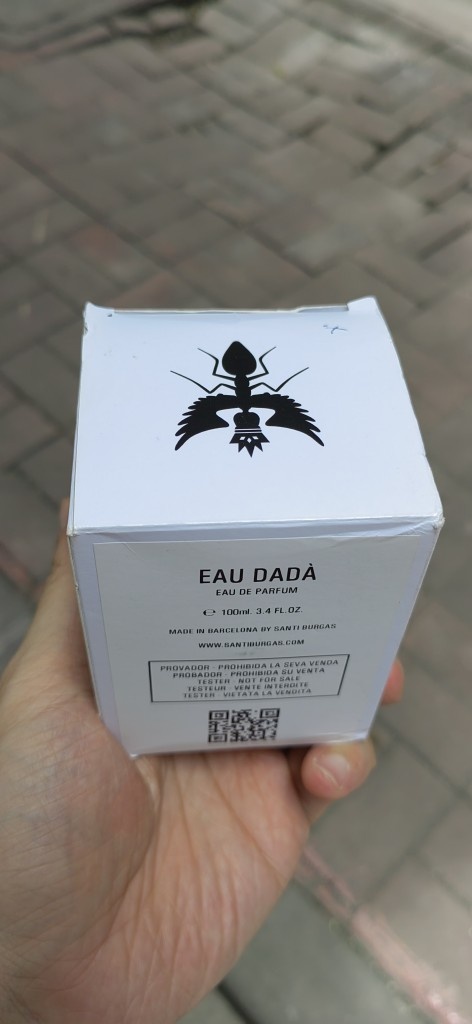 EAU DADÀ
EAU DE PARFUM
℮ 100ml. 3.4 FL.OZ.
MADE IN BARCELONA BY SANTI BURGAS
WWW.SANTIBURGAS.COM
PROVADOR · PROHIBIDA LA SEVA VENDA
PROBADOR · PROHIBIDA SU VENTA
TESTER · NOT FOR SALE
TESTEUR · VENTE INTERDITE
TESTER · VIETATA LA VENDITA